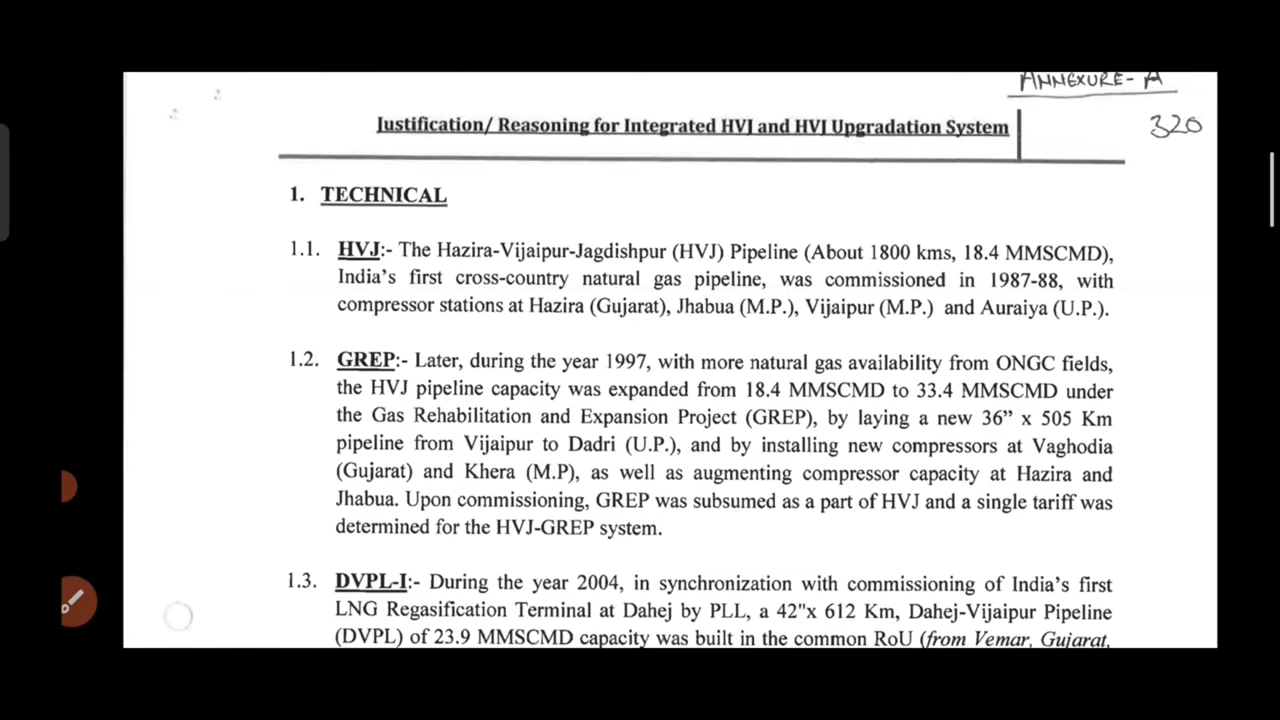 ANNEXURE- A
Justification/ Reasoning for Integrated HVJ and HVJ Upgradation System
320
1. TECHNICAL
1.1. HVJ:- The Hazira-Vijaipur-Jagdishpur (HVJ) Pipeline (About 1800 kms, 18.4 MMSCMD),
India's first cross-country natural gas pipeline, was commissioned in 1987-88, with
compressor stations at Hazira (Gujarat), Jhabua (M.P.), Vijaipur (M.P.) and Auraiya (U.P.).
1.2. GREP:- Later, during the year 1997, with more natural gas availability from ONGC fields,
the HVJ pipeline capacity was expanded from 18.4 MMSCMD to 33.4 MMSCMD under
the Gas Rehabilitation and Expansion Project (GREP), by laying a new 36” x 505 Km
pipeline from Vijaipur to Dadri (U.P.), and by installing new compressors at Vaghodia
(Gujarat) and Khera (M.P), as well as augmenting compressor capacity at Hazira and
Jhabua. Upon commissioning, GREP was subsumed as a part of HVJ and a single tariff was
determined for the HVJ-GREP system.
1.3. DVPL-I:- During the year 2004, in synchronization with commissioning of India's first
LNG Regasification Terminal at Dahej by PLL, a 42"x 612 Km, Dahej-Vijaipur Pipeline
(DVPL) of 23.9 MMSCMD capacity was built in the common RoU (from Vemar, Gujarat,